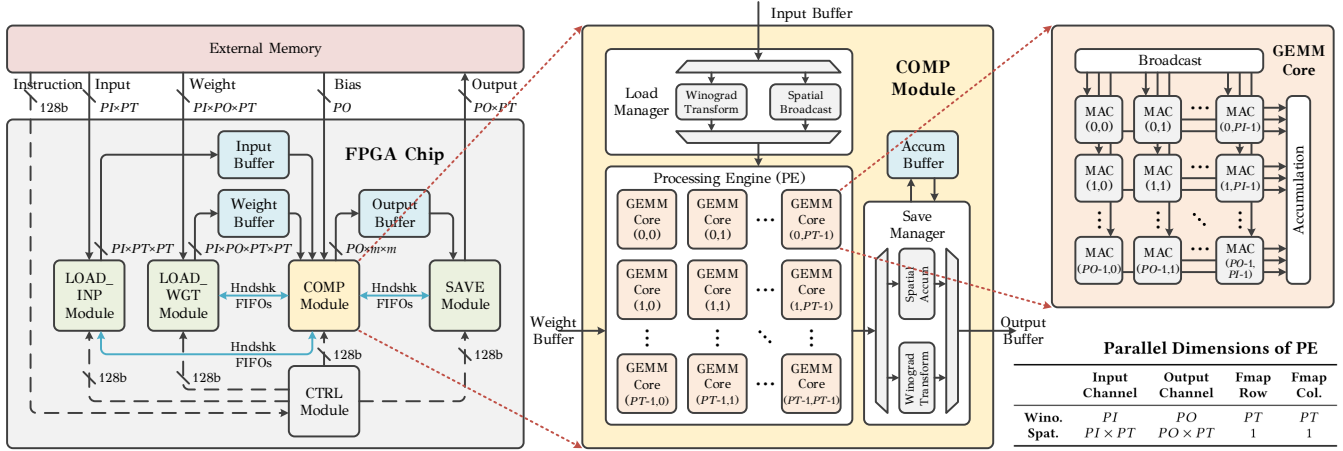 External Memory
Instruction
128b
Input
PI×PT
Weight
PI×PO×PT
Bias
PO
Output
PO×PT
FPGA Chip
Input
Buffer
Weight
Buffer
Output
Buffer
PI×PT×PT
PI×PO×PT×PT
PO×m×m
LOAD_
INP
Module
LOAD_
WGT
Module
Hndshk
FIFOs
COMP
Module
Hndshk
FIFOs
SAVE
Module
Hndshk
FIFOs
128b
128b
128b
128b
CTRL
Module
Input Buffer
COMP
Module
Load
Manager
Winograd
Transform
Spatial
Broadcast
Accum
Buffer
Processing Engine (PE)
GEMM
Core
(0,0)
GEMM
Core
(0,1)
GEMM
Core
(0,PT-1)
GEMM
Core
(1,0)
GEMM
Core
(1,1)
GEMM
Core
(1,PT-1)
GEMM
Core
(PT-1,0)
GEMM
Core
(PT-1,1)
GEMM
Core
(PT-1,PT-1)
Weight
Buffer
Save
Manager
Spatial
Accum
Winograd
Transform
Output
Buffer
GEMM
Core
Broadcast
MAC
(0,0)
MAC
(0,1)
MAC
(0,PI-1)
MAC
(1,0)
MAC
(1,1)
MAC
(1,PI-1)
MAC
(PO-1,0)
MAC
(PO-1,1)
MAC
(PO-1,
PI-1)
Accumulation
Parallel Dimensions of PE
Input Output Fmap Fmap
Channel Channel Row Col.
Wino. PI PO PT PT
Spat. PI × PT PO × PT 1 1